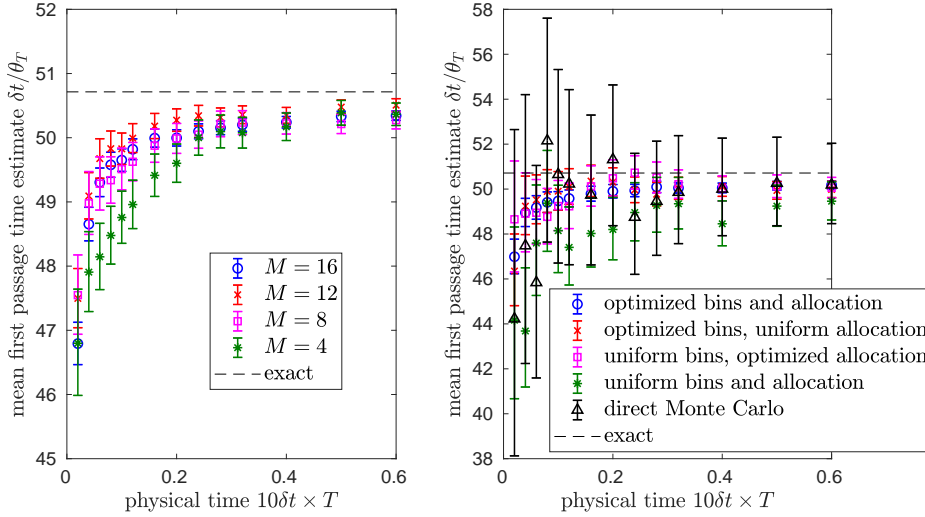 52
51
50
49
48
47
46
45
0
0.2
0.4
0.6
mean first passage time estimate δt/θ_T
physical time 10δt × T
M = 16
M = 12
M = 8
M = 4
exact
58
56
54
52
50
48
46
44
42
40
38
0
0.2
0.4
0.6
mean first passage time estimate δt/θ_T
physical time 10δt × T
optimized bins and allocation
optimized bins, uniform allocation
uniform bins, optimized allocation
uniform bins and allocation
direct Monte Carlo
exact